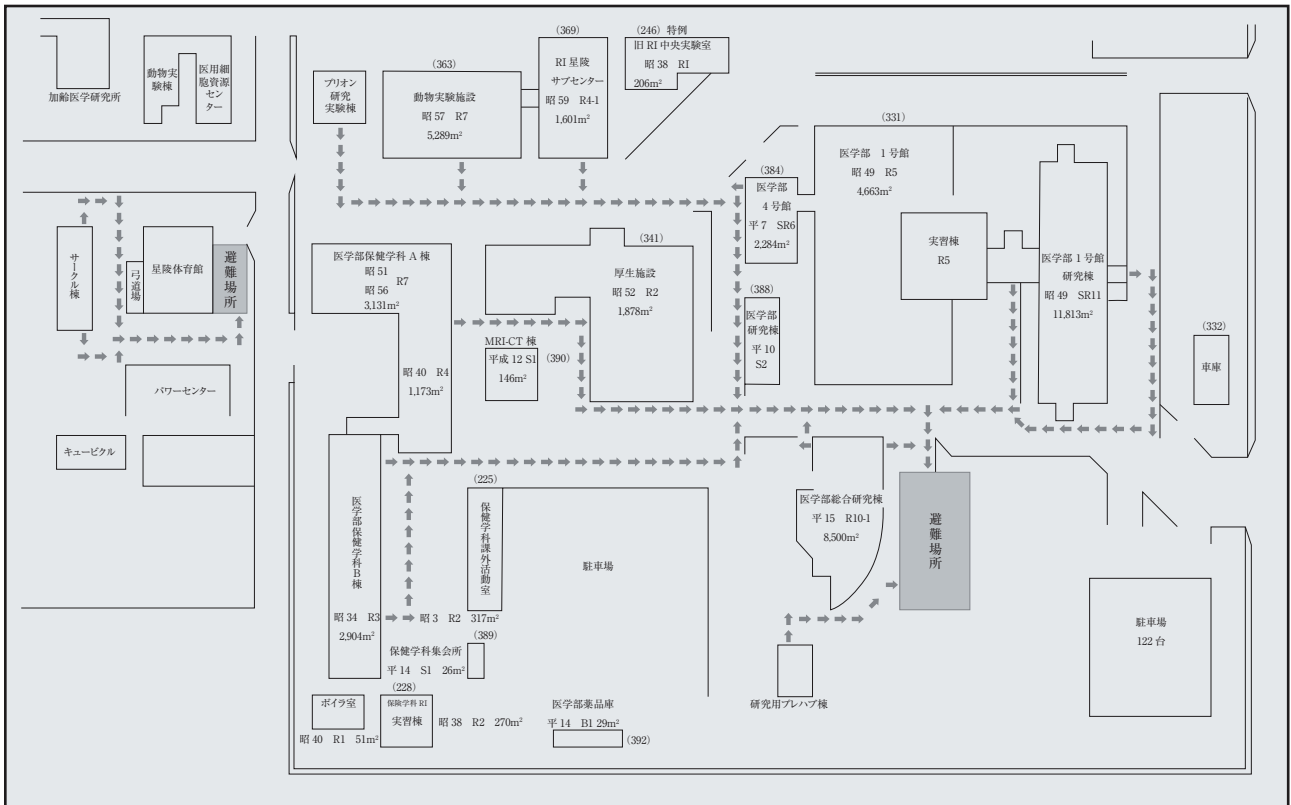 加齢医学研究所
動物実
験棟
医用細
胞資源
セン
ター
プリオン
研究
実験棟
(363)
動物実験施設
昭 57 R7
5,289m²
(369)
RI 星陵
サブセンター
昭 59 R4-1
1,601m²
(246) 特例
旧 RI 中央実験室
昭 38 RI
206m²
(331)
医学部 1 号館
昭 49 R5
4,663m²
(384)
医学部
4 号館
平 7 SR6
2,284m²
実習棟
R5
医学部 1 号館
研究棟
昭 49 SR11
11,813m²
(332)
車庫
サークル棟
弓道場
星陵体育館
避難場所
パワーセンター
キュービクル
医学部保健学科 A 棟
昭 51
昭 56
R7
3,131m²
昭 40 R4
1,173m²
(341)
厚生施設
昭 52 R2
1,878m²
MRI-CT 棟
平成 12 S1
146m²
(390)
(388)
医学部
研究棟
平 10
S2
医学部保健学科B棟
昭 34 R3
2,904m²
(225)
保健学科課外活動室
昭 3 R2 317m²
駐車場
医学部総合研究棟
平 15 R10-1
8,500m²
避難場所
(389)
保健学科集会所
平 14 S1 26m²
(228)
ボイラ室
昭 40 R1 51m²
保険学科 RI
実習棟
昭 38 R2 270m²
医学部薬品庫
平 14 B1 29m²
(392)
研究用プレハブ棟
駐車場
122 台